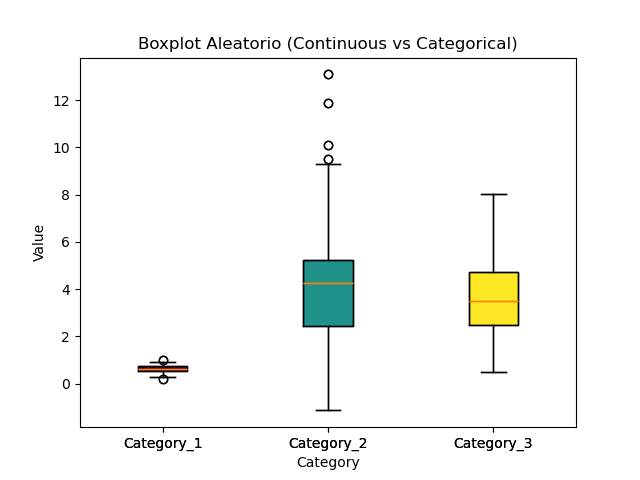 Boxplot Aleatorio (Continuous vs Categorical)
12
10
8
6
4
2
0
Value
Category_1
Category_2
Category_3
Category